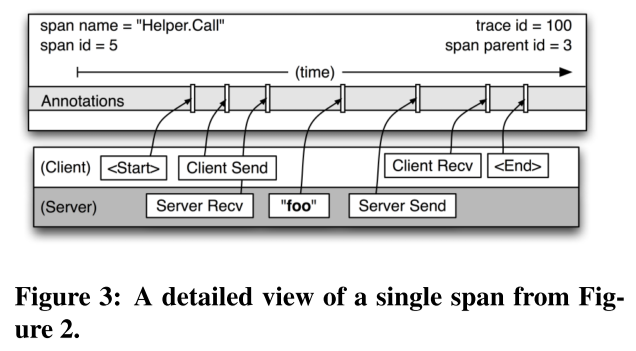 span name = "Helper.Call"
trace id = 100
span id = 5
span parent id = 3
(time)
Annotations
(Client) <Start> Client Send Client Recv <End>
(Server) Server Recv "foo" Server Send
Figure 3: A detailed view of a single span from Fig-
ure 2.